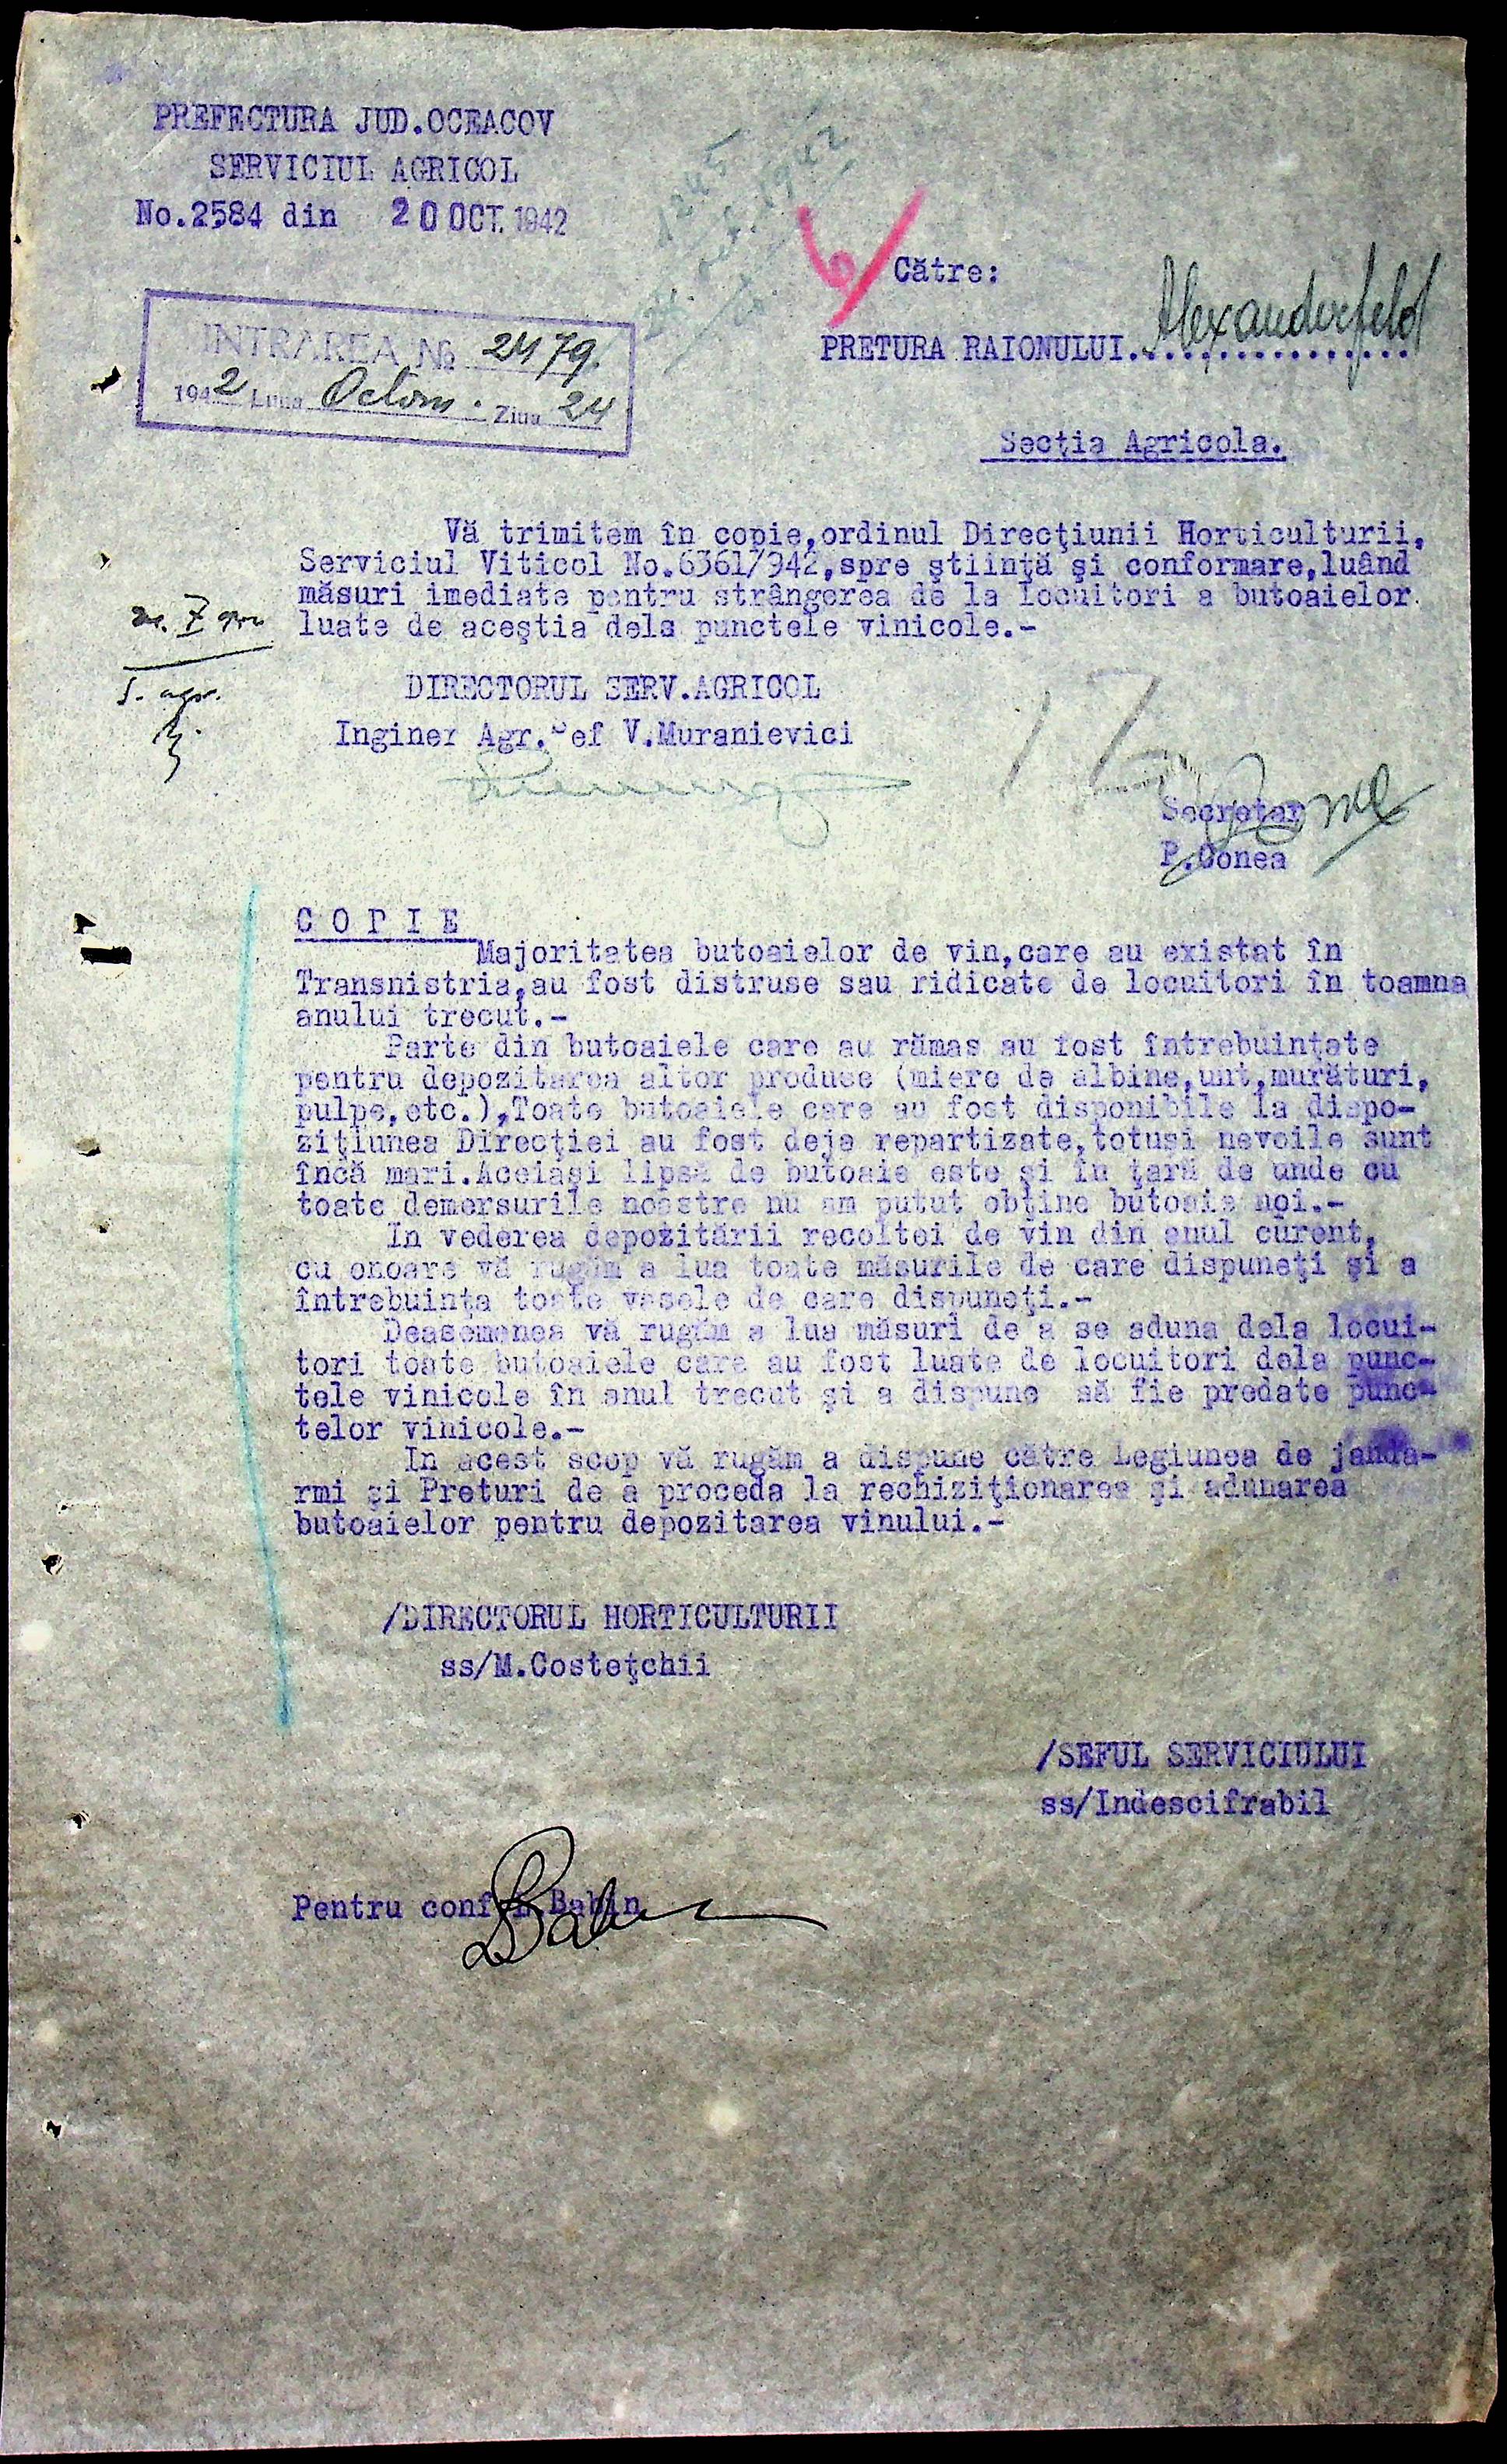 PREFECTURA JUD.OCEACOV
SERVICIUL AGRICOL
No.2584 din 20 OCT. 1942
1245
24. oct. 1942
6/
Către:
PRETURA RAIONULUI................
Alexanderfeld
INTRAREA № 2479.
1942 Luna Octom. Ziua 24
Secţia Agricola.
Vă trimitem în copie,ordinul Direcţiunii Horticulturii,
Serviciul Viticol No.6361/942,spre ştiinţă şi conformare,luând
măsuri imediate pentru strângerea de la locuitori a butoaielor
luate de aceştia dela punctele vinicole.-
DIRECTORUL SERV.AGRICOL
Inginer Agr. ef V.Muranievici
17
Secretar
P.Conea
COPIE
Majoritatea butoaielor de vin,care au existat în
Transnistria,au fost distruse sau ridicate de locuitori în toamna
anului trecut.-
Parte din butoaiele care au rămas au fost întrebuinţate
pentru depozitarea altor produse (miere de albine,unt,murături,
pulpe,etc.),Toate butoaiele care au fost disponibile la dispo-
ziţiunea Direcţiei au fost deja repartizate,totuşi nevoile sunt
încă mari.Aceiaşi lipsă de butoaie este şi în ţară de unde cu
toate demersurile noastre nu am putut obţine butoaie noi.-
In vederea depozitării recoltei de vin din anul curent,
cu onoare vă rugăm a lua toate măsurile de care dispuneţi şi a
întrebuinţa toate vasele de care dispuneţi.-
Deasemenea vă rugăm a lua măsuri de a se aduna dela locui-
tori toate butoaiele care au fost luate de locuitori dela punc-
tele vinicole în anul trecut şi a dispune să fie predate punc-
telor vinicole.-
In acest scop vă rugăm a dispune către Legiunea de janda-
rmi şi Preturi de a proceda la rechiziţionarea şi adunarea
butoaielor pentru depozitarea vinului.-
/DIRECTORUL HORTICULTURII
ss/M.Costeţchii
/SEFUL SERVICIULUI
ss/Indescifrabil
Pentru conf. Babin